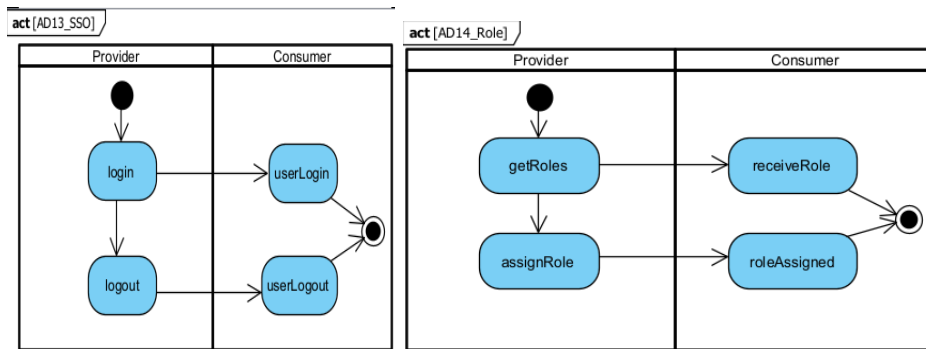 act [AD13_SSO]
Provider Consumer
login userLogin
logout userLogout
act [AD14_Role]
Provider Consumer
getRoles receiveRole
assignRole roleAssigned